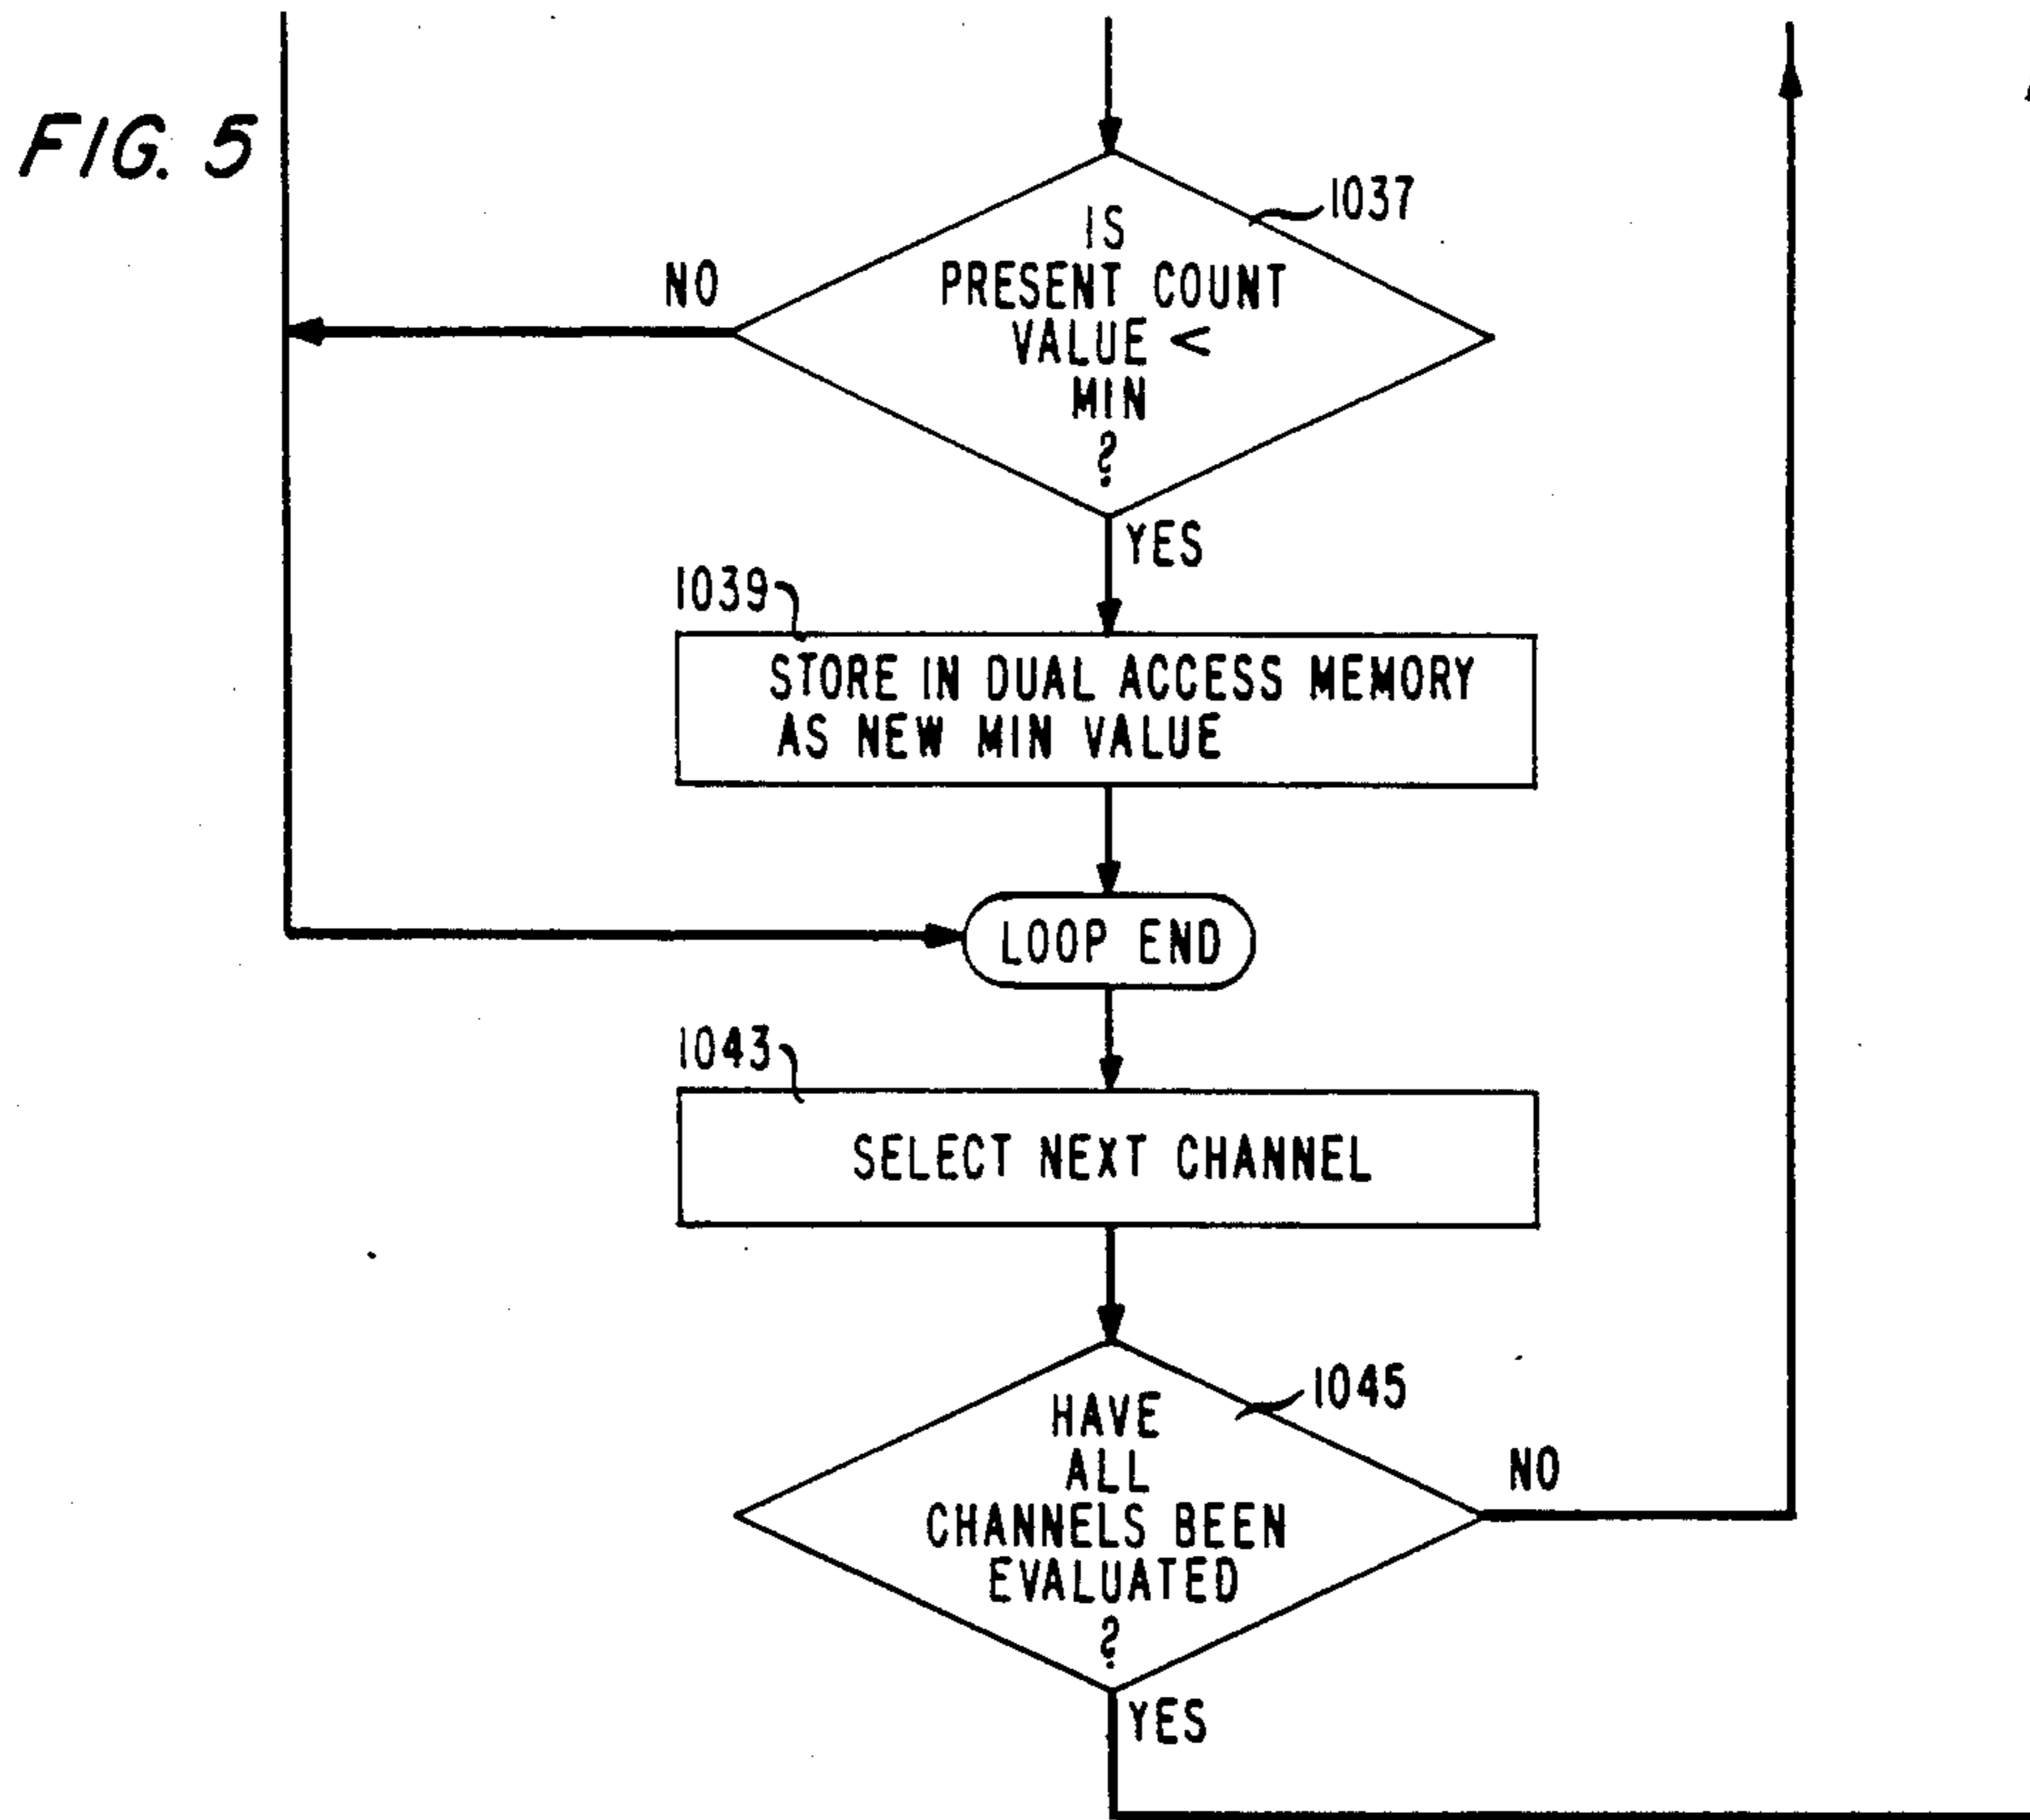 FIG. 5
1037
IS
PRESENT COUNT
VALUE <
MIN
?
NO
YES
1039
STORE IN DUAL ACCESS MEMORY
AS NEW MIN VALUE
LOOP END
1043
SELECT NEXT CHANNEL
1045
HAVE
ALL
CHANNELS BEEN
EVALUATED
?
NO
YES